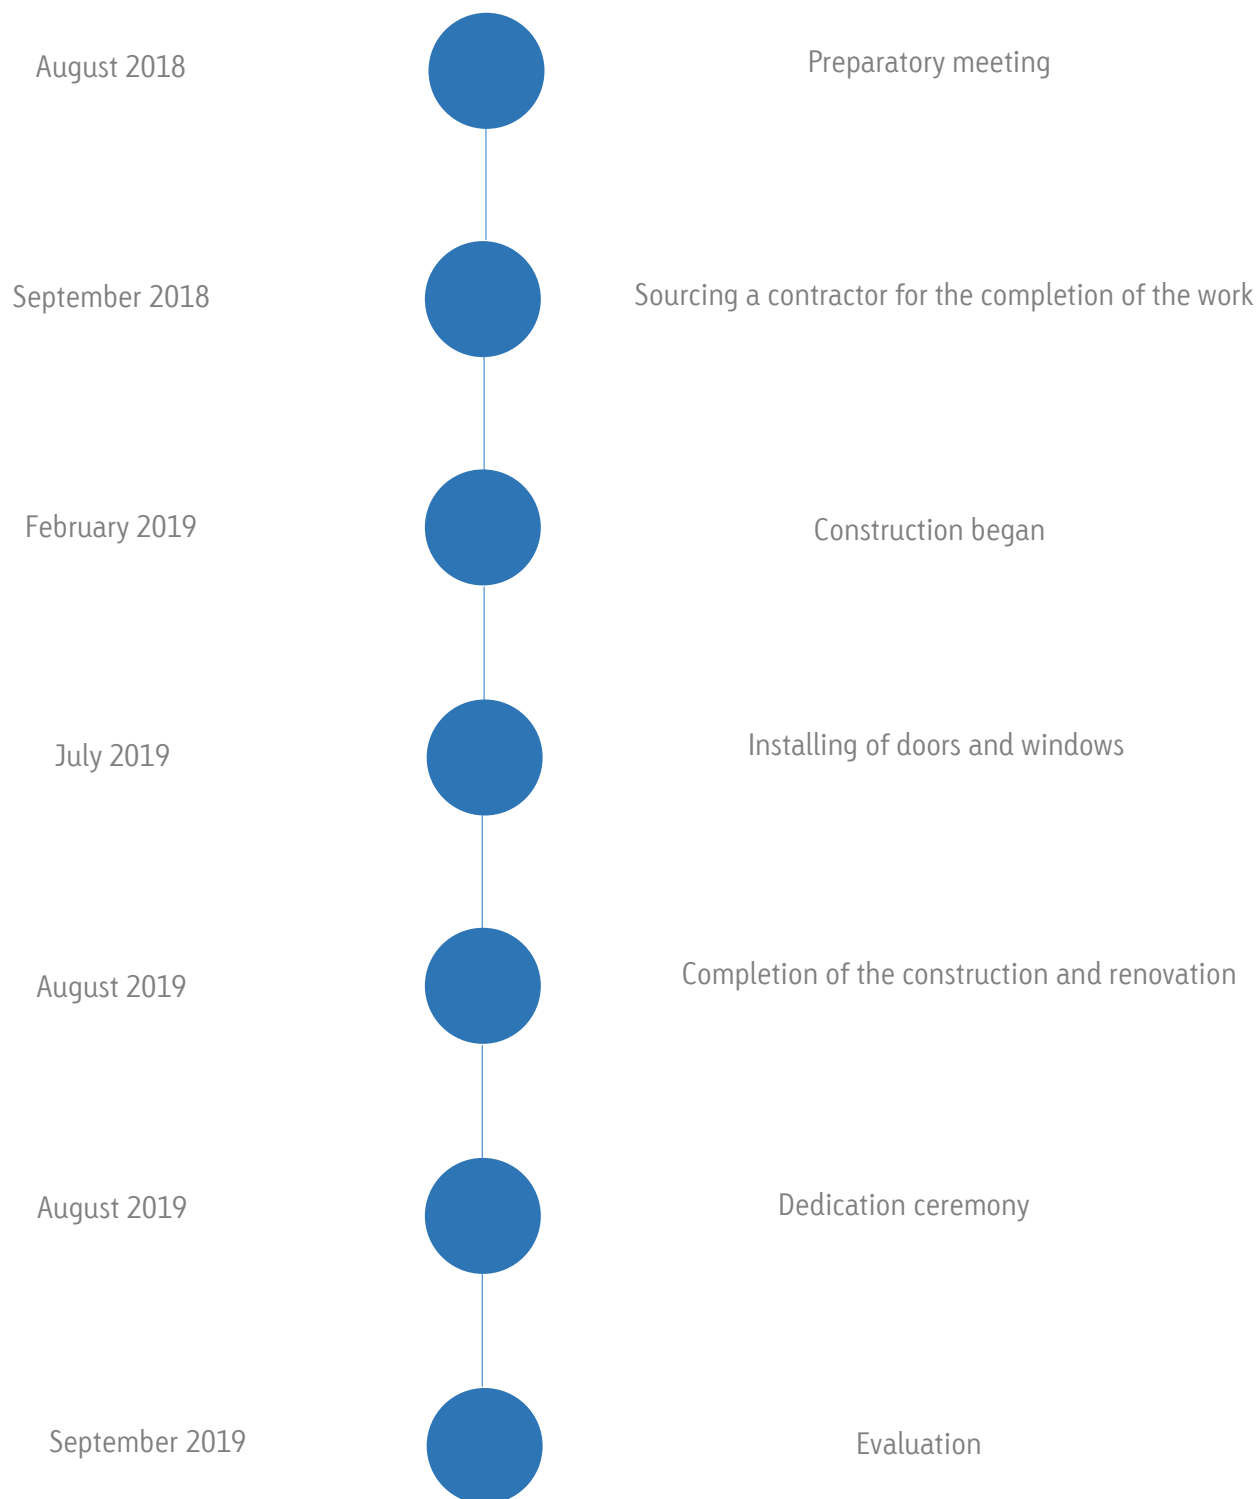 August 2018
Preparatory meeting
September 2018
Sourcing a contractor for the completion of the work
February 2019
Construction began
July 2019
Installing of doors and windows
August 2019
Completion of the construction and renovation
August 2019
Dedication ceremony
September 2019
Evaluation